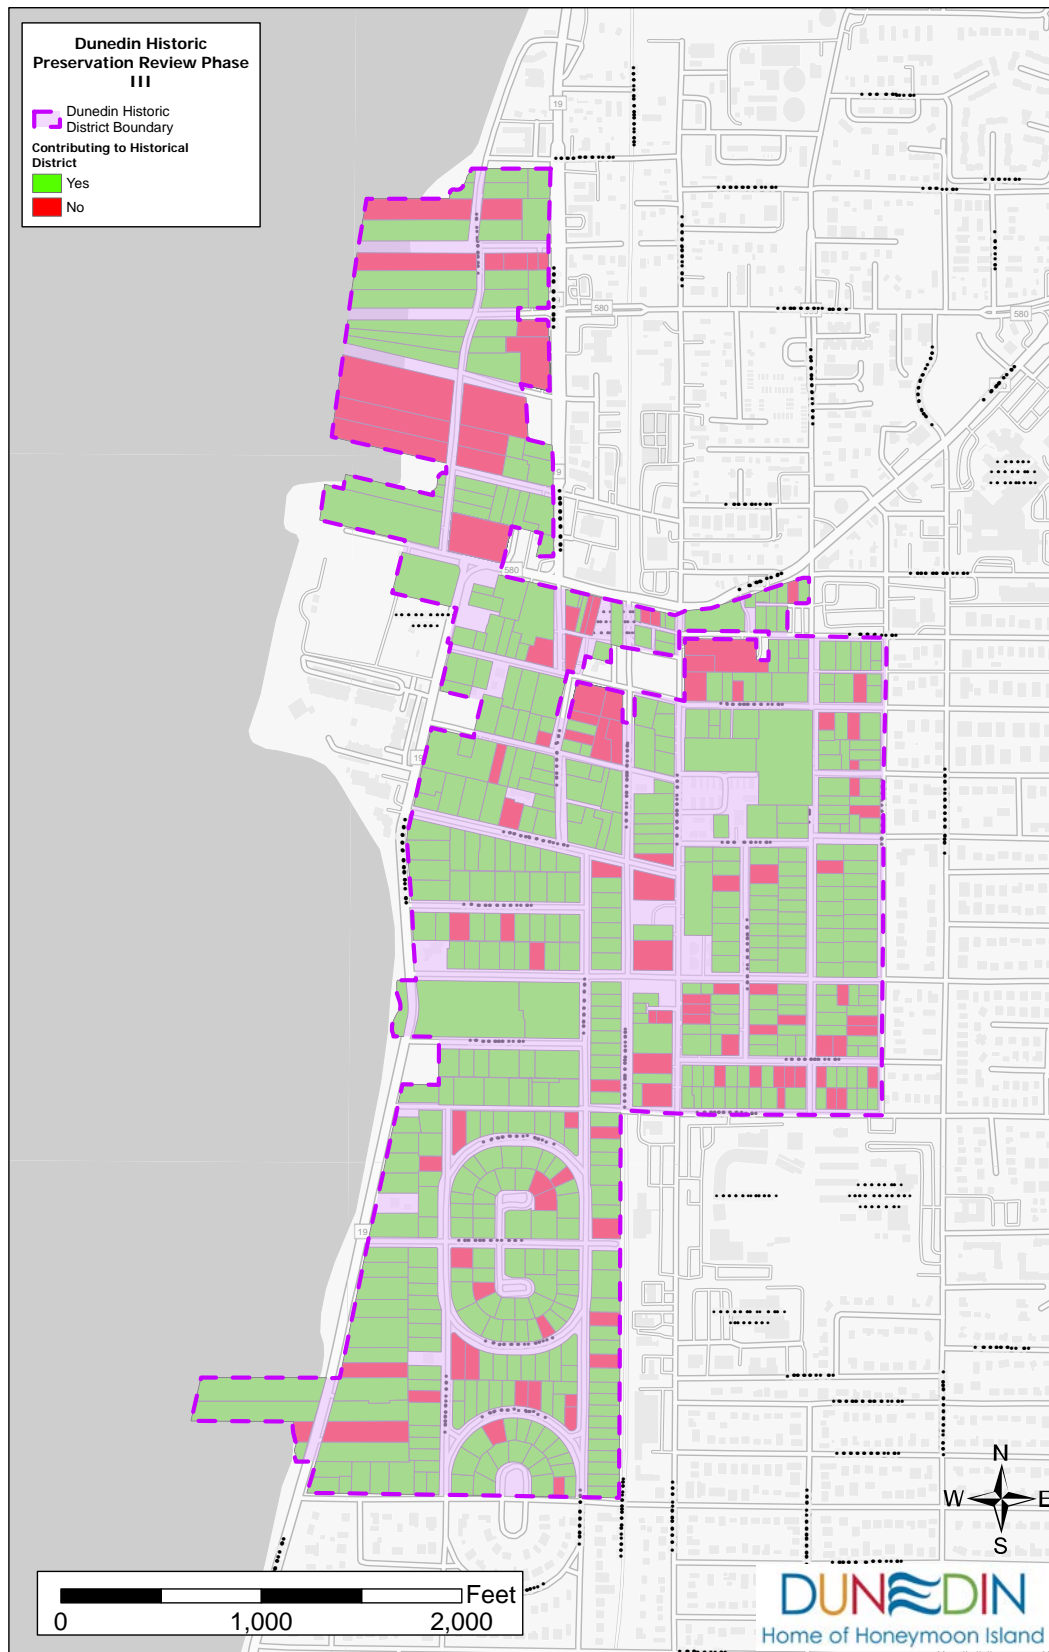 Dunedin Historic
Preservation Review Phase
III
Dunedin Historic
District Boundary
Contributing to Historical
District
Yes
No
19
580
580
9
580
19
19
N
W E
S
Feet
0 1,000 2,000
DUNEDIN
Home of Honeymoon Island